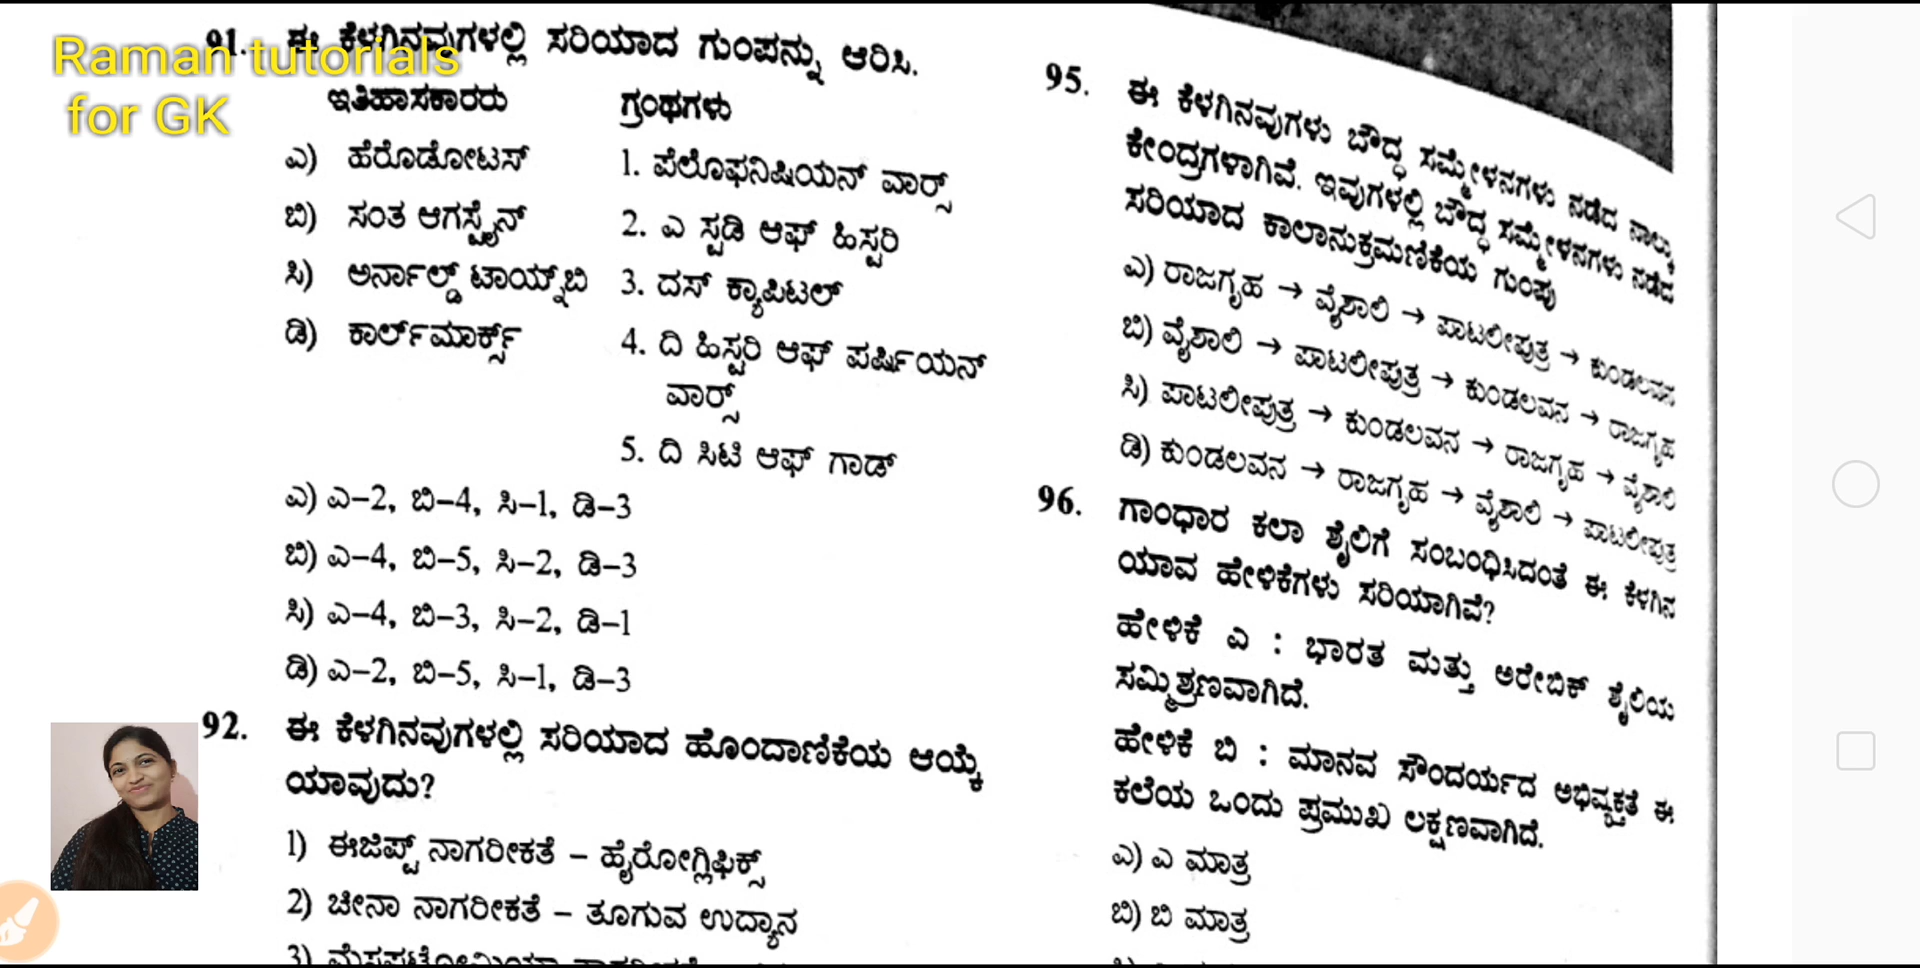 Raman tutorials
for GK
91. ಈ ಕೆಳಗಿನವುಗಳಲ್ಲಿ ಸರಿಯಾದ ಗುಂಪನ್ನು ಆರಿಸಿ.
ಇತಿಹಾಸಕಾರರು ಗ್ರಂಥಗಳು
ಎ) ಹೆರೊಡೋಟಸ್ 1. ಪೆಲೊಫನಿಷಿಯನ್ ವಾರ್ಸ್
ಬಿ) ಸಂತ ಆಗಸ್ಟೈನ್ 2. ಎ ಸ್ಟಡಿ ಆಫ್ ಹಿಸ್ಟರಿ
ಸಿ) ಅರ್ನಾಲ್ಡ್ ಟಾಯ್ನ್‌ಬಿ 3. ದಸ್ ಕ್ಯಾಪಿಟಲ್
ಡಿ) ಕಾರ್ಲ್‌ಮಾರ್ಕ್ಸ್ 4. ದಿ ಹಿಸ್ಟರಿ ಆಫ್ ಪರ್ಷಿಯನ್
ವಾರ್ಸ್
5. ದಿ ಸಿಟಿ ಆಫ್ ಗಾಡ್
ಎ) ಎ–2, ಬಿ–4, ಸಿ–1, ಡಿ–3
ಬಿ) ಎ–4, ಬಿ–5, ಸಿ–2, ಡಿ–3
ಸಿ) ಎ–4, ಬಿ–3, ಸಿ–2, ಡಿ–1
ಡಿ) ಎ–2, ಬಿ–5, ಸಿ–1, ಡಿ–3
92. ಈ ಕೆಳಗಿನವುಗಳಲ್ಲಿ ಸರಿಯಾದ ಹೊಂದಾಣಿಕೆಯ ಆಯ್ಕೆ
ಯಾವುದು?
1) ಈಜಿಪ್ಟ್ ನಾಗರೀಕತೆ – ಹೈರೋಗ್ಲಿಫಿಕ್ಸ್
2) ಚೀನಾ ನಾಗರೀಕತೆ – ತೂಗುವ ಉದ್ಯಾನ
95. ಈ ಕೆಳಗಿನವುಗಳು ಬೌದ್ಧ ಸಮ್ಮೇಳನಗಳು ನಡೆದ ನಾಲ್ಕು
ಕೇಂದ್ರಗಳಾಗಿವೆ. ಇವುಗಳಲ್ಲಿ ಬೌದ್ಧ ಸಮ್ಮೇಳನಗಳು ನಡೆದ
ಸರಿಯಾದ ಕಾಲಾನುಕ್ರಮಣಿಕೆಯ ಗುಂಪು
ಎ) ರಾಜಗೃಹ → ವೈಶಾಲಿ → ಪಾಟಲೀಪುತ್ರ → ಕುಂಡಲವನ
ಬಿ) ವೈಶಾಲಿ → ಪಾಟಲೀಪುತ್ರ → ಕುಂಡಲವನ → ರಾಜಗೃಹ
ಸಿ) ಪಾಟಲೀಪುತ್ರ → ಕುಂಡಲವನ → ರಾಜಗೃಹ → ವೈಶಾಲಿ
ಡಿ) ಕುಂಡಲವನ → ರಾಜಗೃಹ → ವೈಶಾಲಿ → ಪಾಟಲೀಪುತ್ರ
96. ಗಾಂಧಾರ ಕಲಾ ಶೈಲಿಗೆ ಸಂಬಂಧಿಸಿದಂತೆ ಈ ಕೆಳಗಿನ
ಯಾವ ಹೇಳಿಕೆಗಳು ಸರಿಯಾಗಿವೆ?
ಹೇಳಿಕೆ ಎ : ಭಾರತ ಮತ್ತು ಅರೇಬಿಕ್ ಶೈಲಿಯ
ಸಮ್ಮಿಶ್ರಣವಾಗಿದೆ.
ಹೇಳಿಕೆ ಬಿ : ಮಾನವ ಸೌಂದರ್ಯದ ಅಭಿವ್ಯಕ್ತತೆ ಈ
ಕಲೆಯ ಒಂದು ಪ್ರಮುಖ ಲಕ್ಷಣವಾಗಿದೆ.
ಎ) ಎ ಮಾತ್ರ
ಬಿ) ಬಿ ಮಾತ್ರ